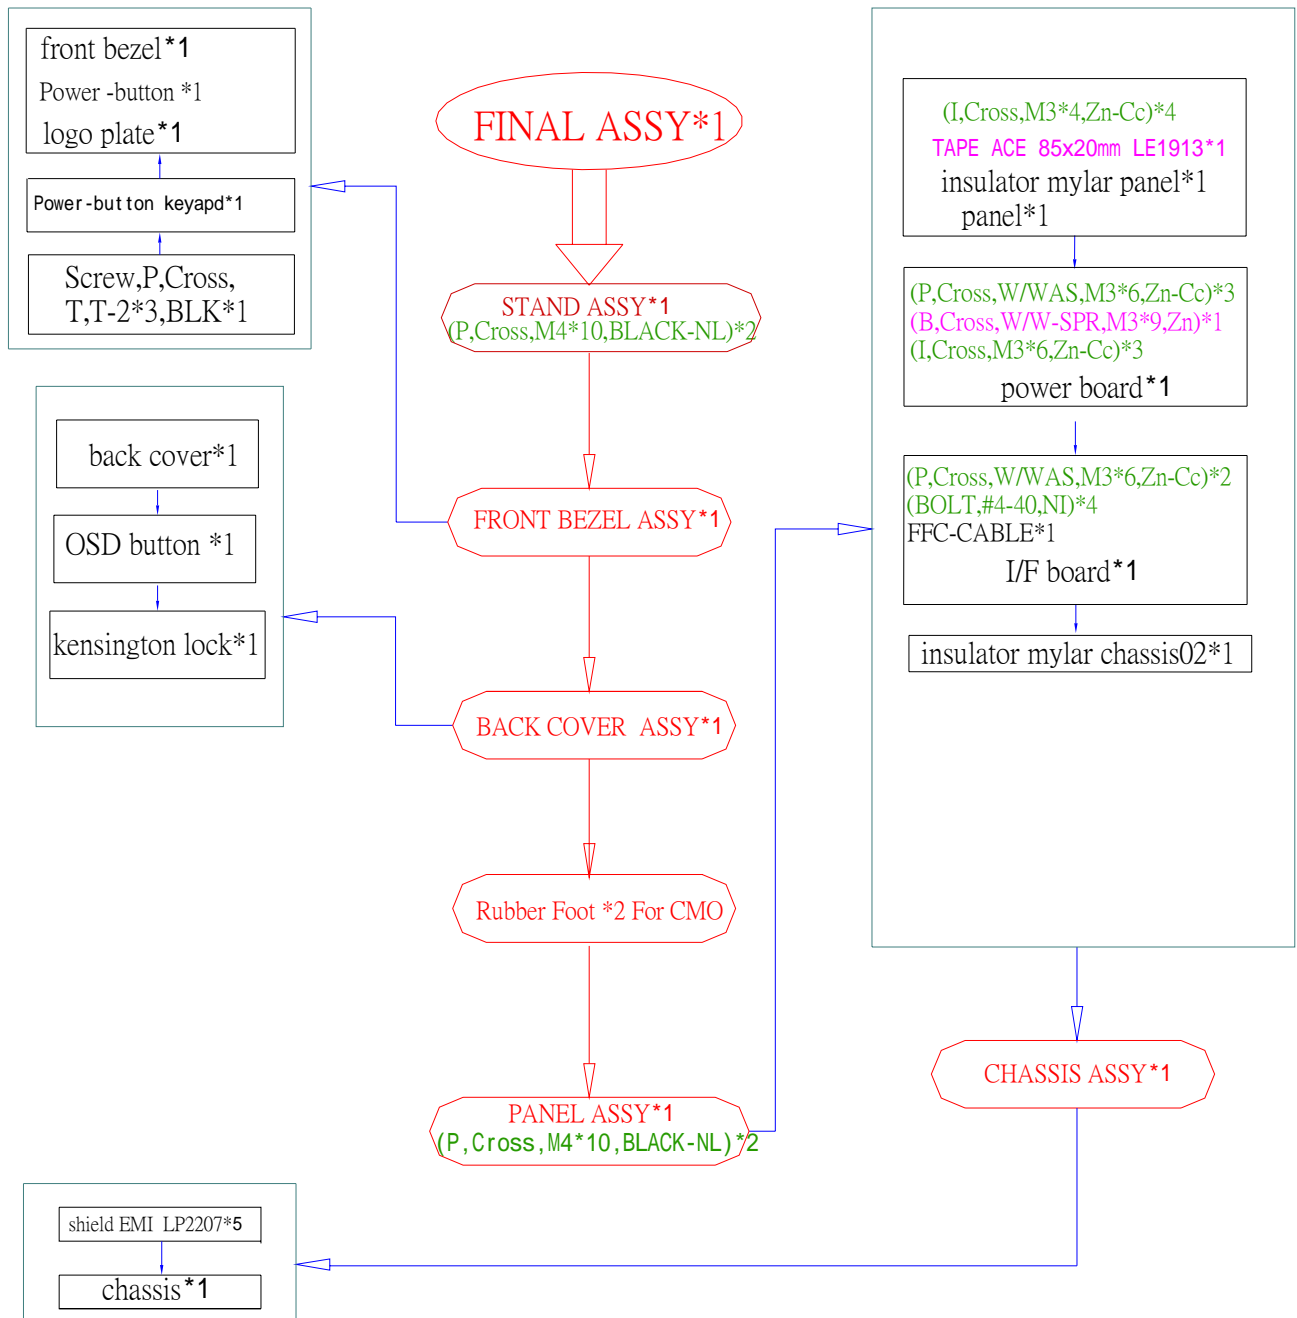 front bezel*1
Power -button *1
logo plate*1
Power-button keyapd*1
Screw,P,Cross,
T,T-2*3,BLK*1
back cover*1
OSD button *1
kensington lock*1
FINAL ASSY*1
STAND ASSY*1
(P,Cross,M4*10,BLACK-NL)*2
FRONT BEZEL ASSY*1
BACK COVER ASSY*1
Rubber Foot *2 For CMO
PANEL ASSY*1
(P,Cross,M4*10,BLACK-NL)*2
(I,Cross,M3*4,Zn-Cc)*4
TAPE ACE 85x20mm LE1913*1
insulator mylar panel*1
panel*1
(P,Cross,W/WAS,M3*6,Zn-Cc)*3
(B,Cross,W/W-SPR,M3*9,Zn)*1
(I,Cross,M3*6,Zn-Cc)*3
power board*1
(P,Cross,W/WAS,M3*6,Zn-Cc)*2
(BOLT,#4-40,NI)*4
FFC-CABLE*1
I/F board*1
insulator mylar chassis02*1
CHASSIS ASSY*1
shield EMI LP2207*5
chassis*1